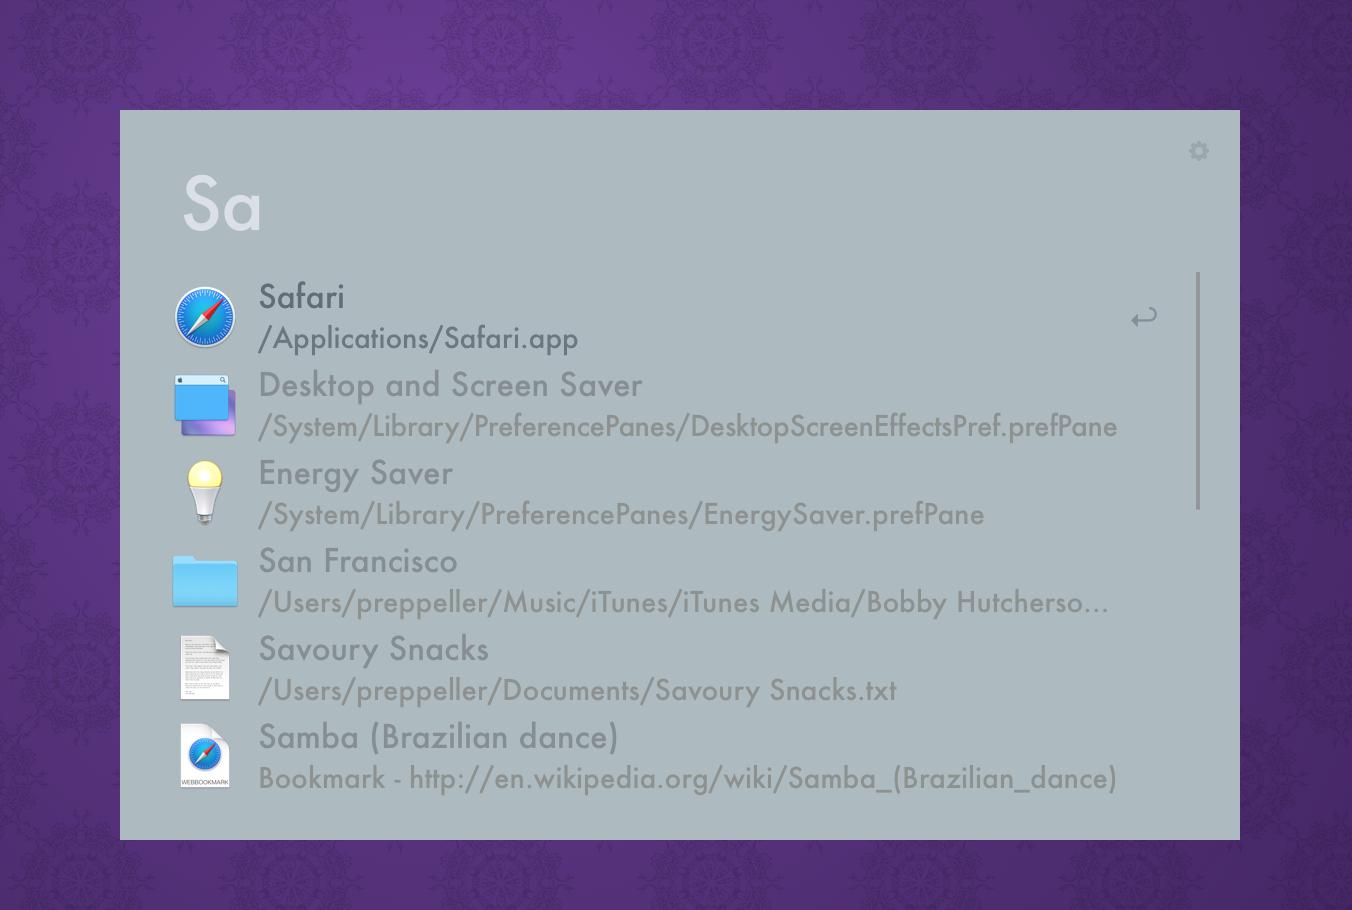 Sa
Safari
/Applications/Safari.app
Desktop and Screen Saver
/System/Library/PreferencePanes/DesktopScreenEffectsPref.prefPane
Energy Saver
/System/Library/PreferencePanes/EnergySaver.prefPane
San Francisco
/Users/preppeller/Music/iTunes/iTunes Media/Bobby Hutcherso...
Savoury Snacks
/Users/preppeller/Documents/Savoury Snacks.txt
Samba (Brazilian dance)
WEBBOOKMARK
Bookmark - http://en.wikipedia.org/wiki/Samba_(Brazilian_dance)